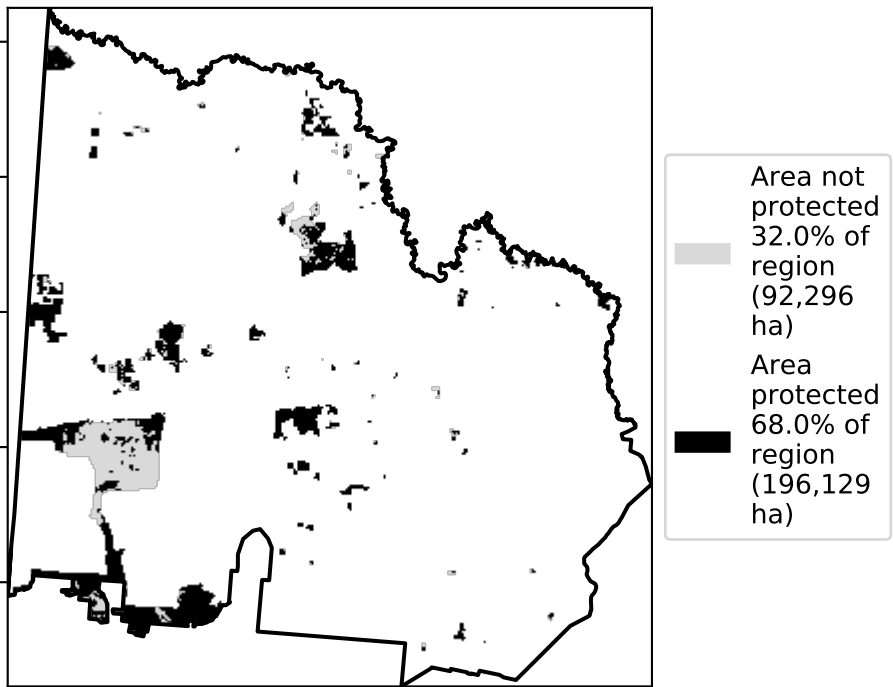 Area not
protected
32.0% of
region
(92,296
ha)
Area
protected
68.0% of
region
(196,129
ha)